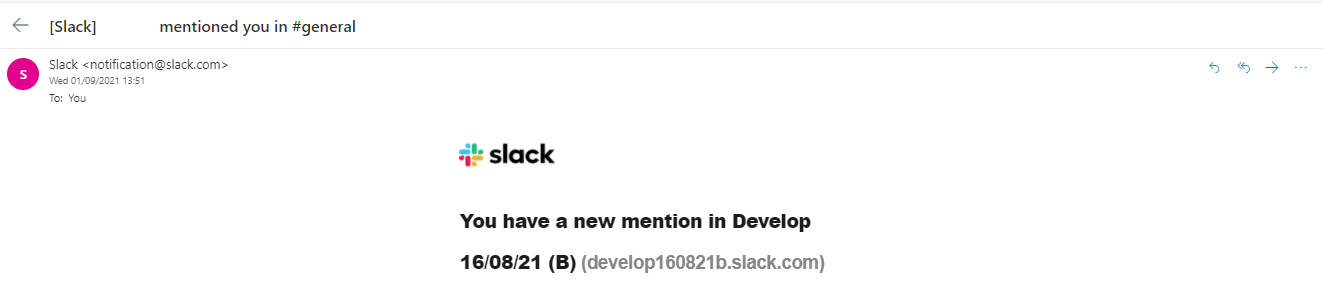 [Slack] mentioned you in #general
S
Slack <notification@slack.com>
Wed 01/09/2021 13:51
To: You
slack
You have a new mention in Develop
16/08/21 (B) (develop160821b.slack.com)